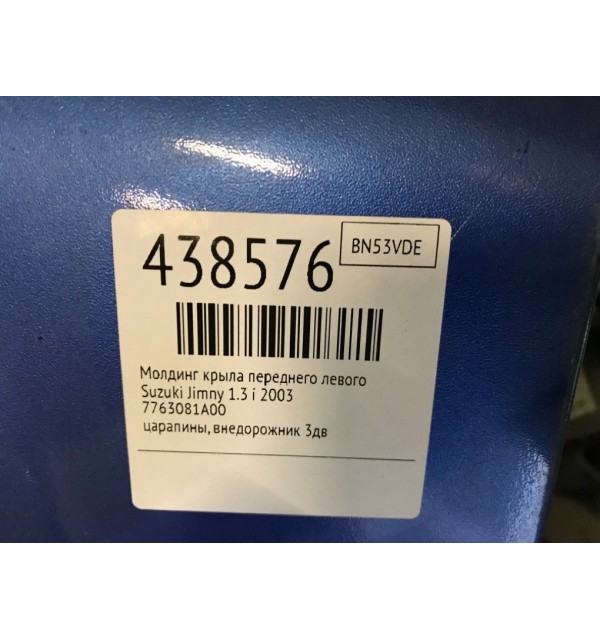 438576
BN53VDE
Молдинг крыла переднего левого
Suzuki Jimny 1.3 i 2003
7763081A00
царапины, внедорожник 3дв